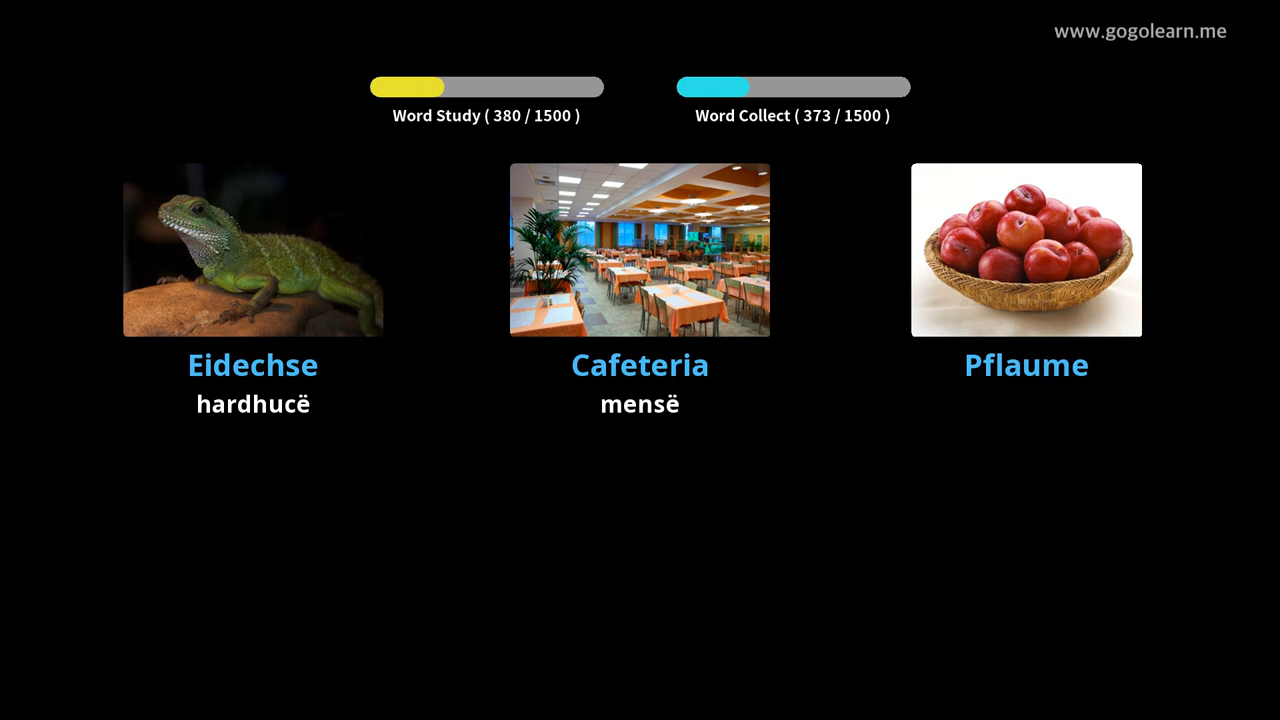 www.gogolearn.me
Word Study ( 380 / 1500 )
Word Collect ( 373 / 1500 )
Eidechse
hardhucë
Cafeteria
mensë
Pflaume